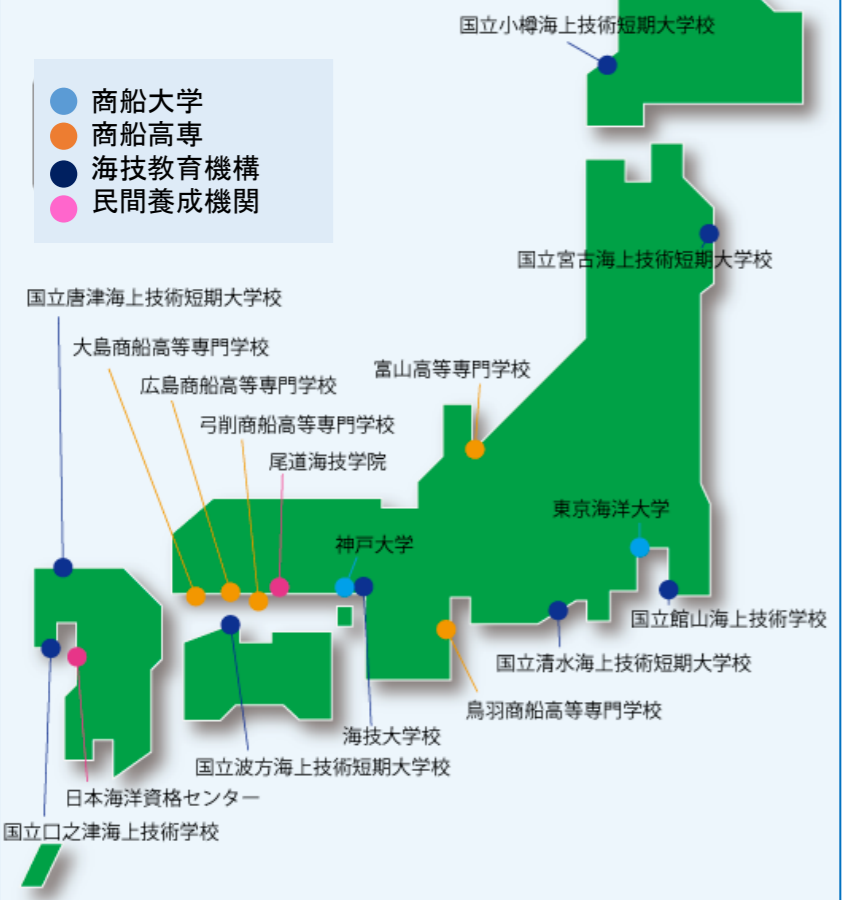 国立小樽海上技術短期大学校
商船大学
商船高専
海技教育機構
民間養成機関
国立宮古海上技術短期大学校
国立唐津海上技術短期大学校
大島商船高等専門学校
富山高等専門学校
広島商船高等専門学校
弓削商船高等専門学校
尾道海技学院
東京海洋大学
神戸大学
国立館山海上技術学校
国立清水海上技術短期大学校
鳥羽商船高等専門学校
海技大学校
国立波方海上技術短期大学校
日本海洋資格センター
国立口之津海上技術学校